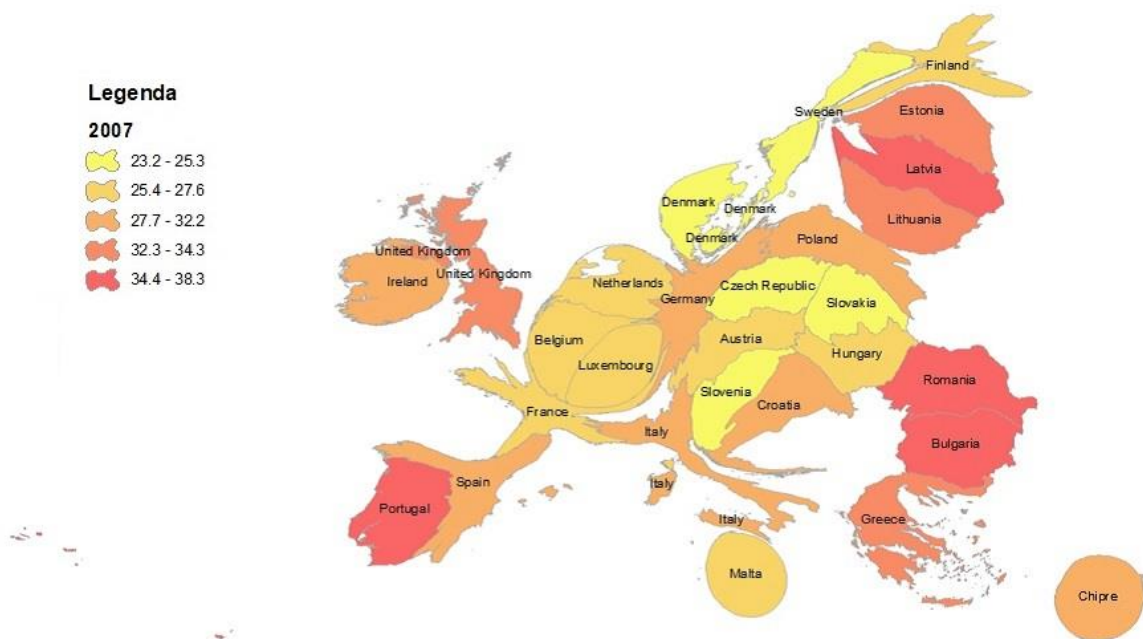 Legenda
2007
23.2 - 25.3
25.4 - 27.6
27.7 - 32.2
32.3 - 34.3
34.4 - 38.3
Finland
Sweden
Estonia
Latvia
Lithuania
Denmark
Denmark
Denmark
Poland
United Kingdom
United Kingdom
Ireland
Netherlands
Germany
Czech Republic
Slovakia
Belgium
Luxembourg
Austria
Hungary
Slovenia
Croatia
Romania
France
Italy
Bulgaria
Spain
Italy
Portugal
Italy
Greece
Malta
Chipre